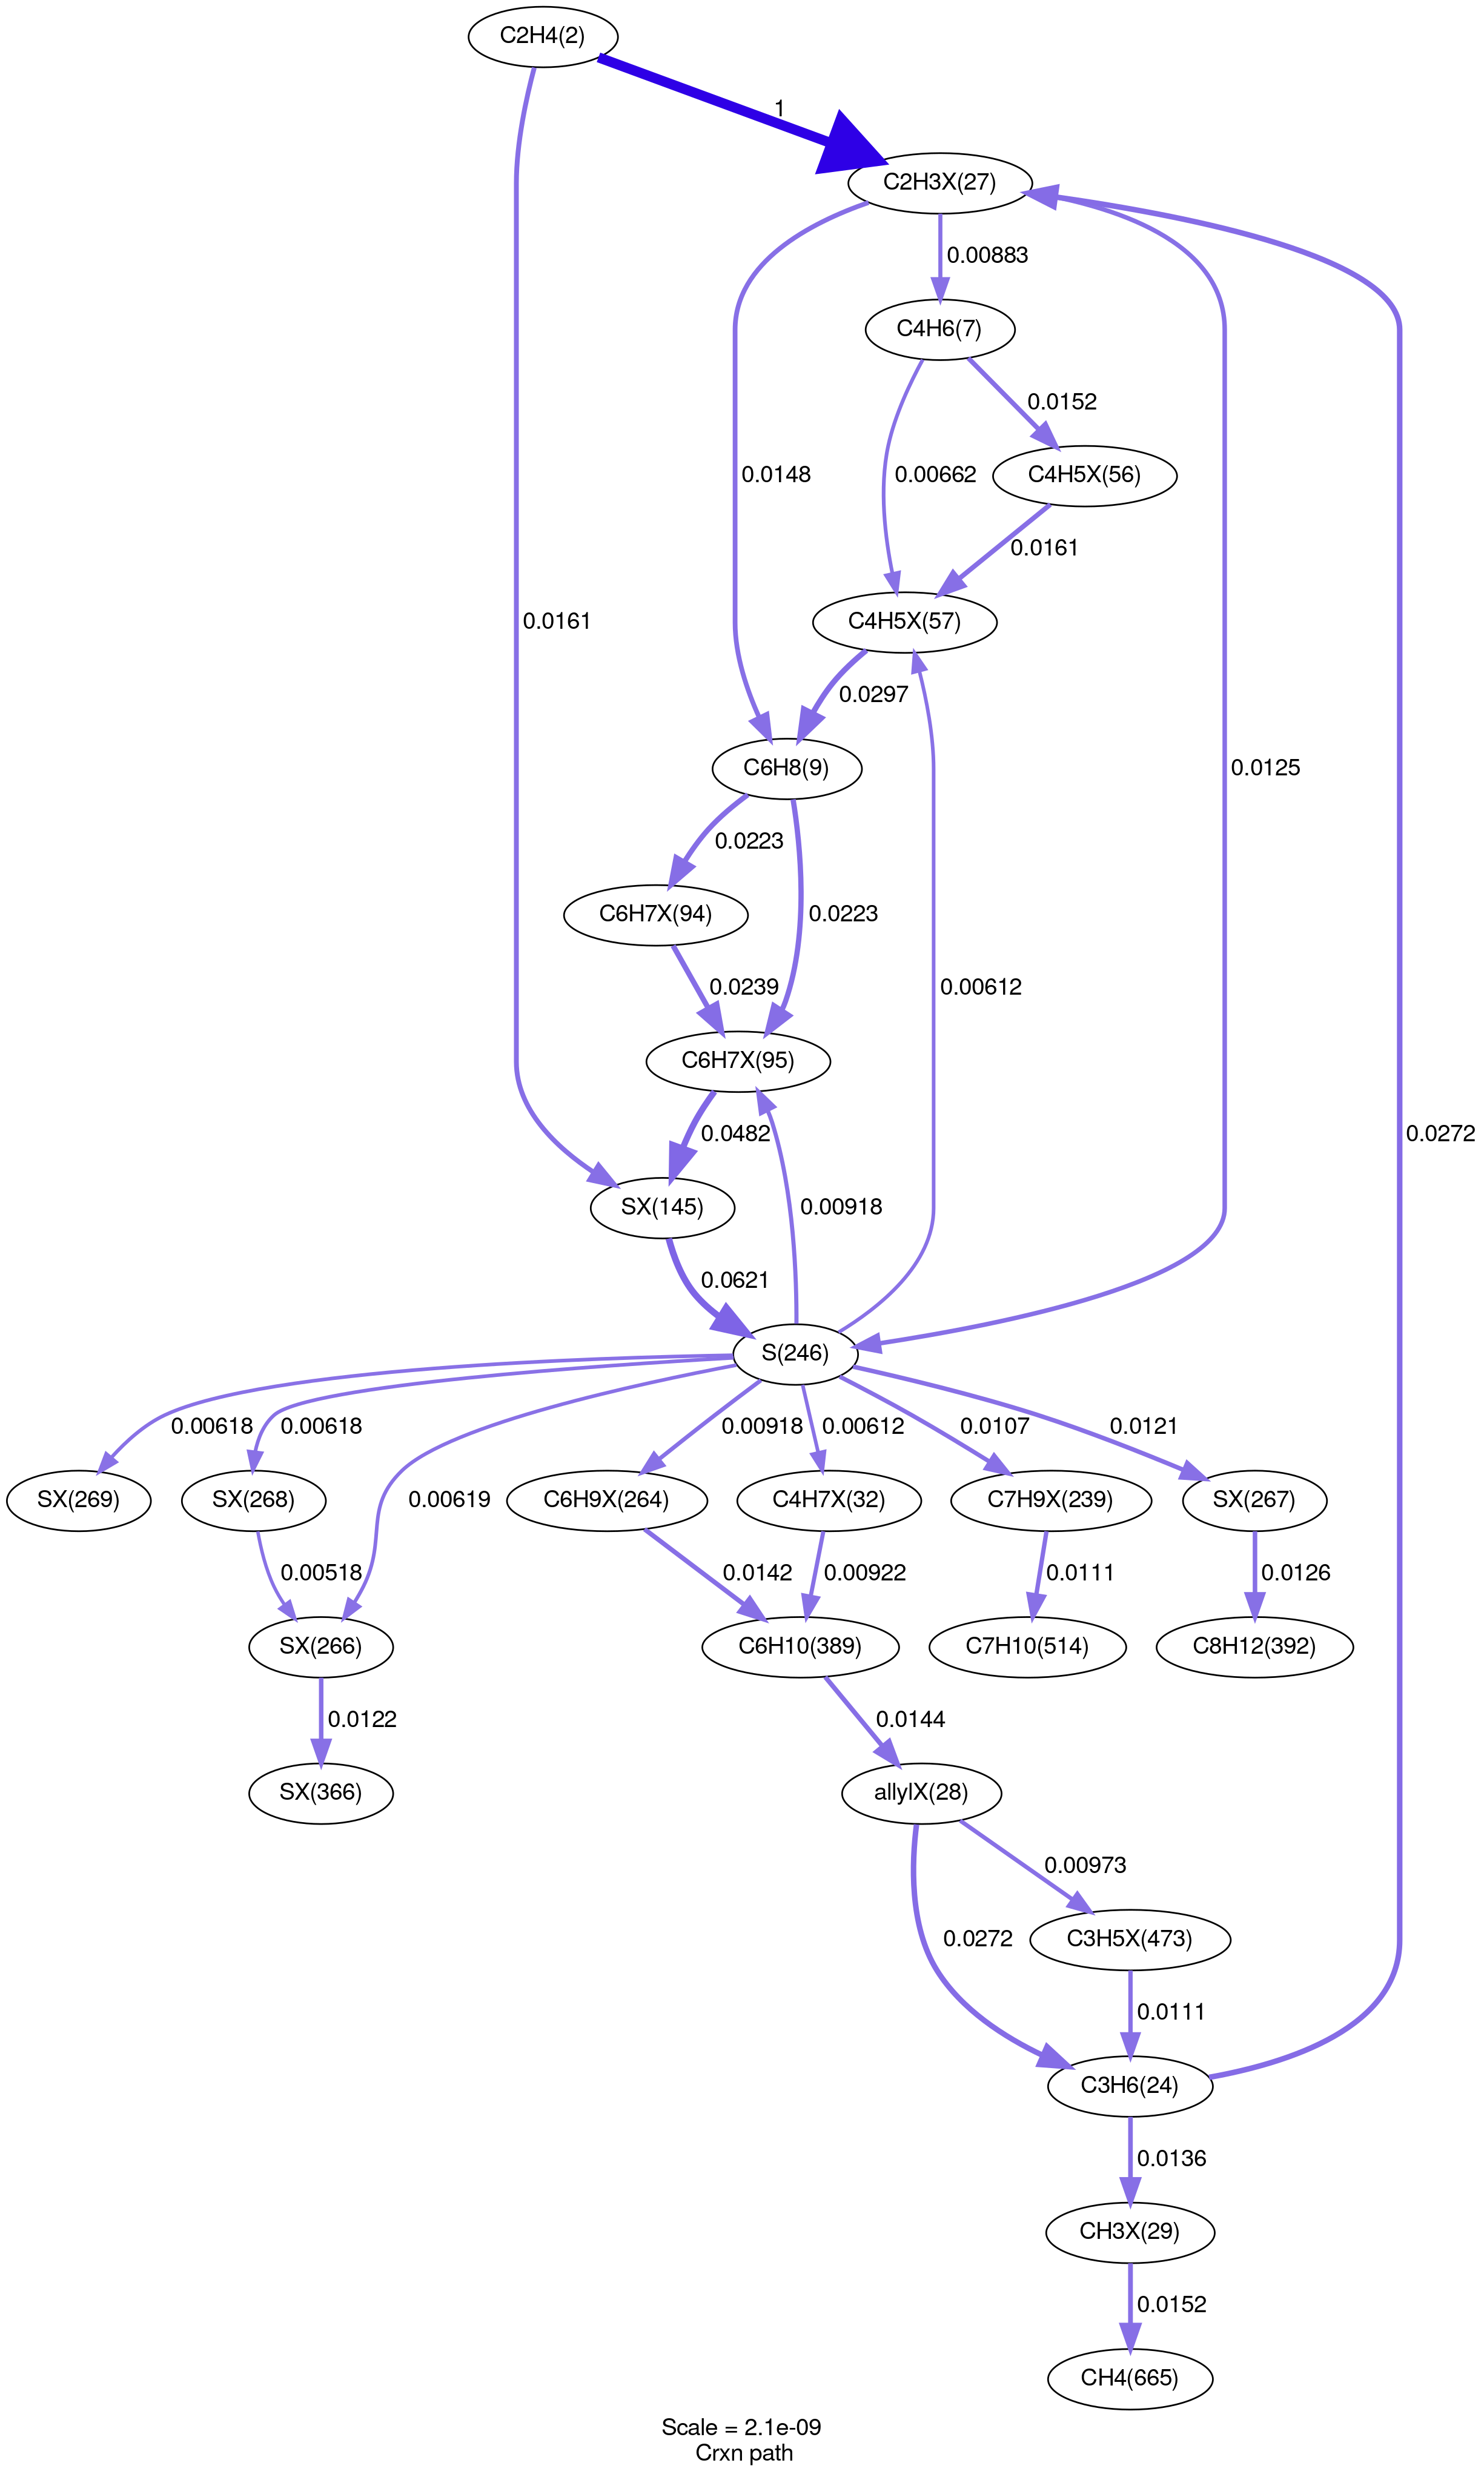 C2H4(2)
1
C2H3X(27)
0.00883
C4H6(7)
0.0152
0.0148
0.00662
C4H5X(56)
0.0161
0.0161
C4H5X(57)
0.0297
C6H8(9)
0.0125
0.0223
C6H7X(94)
0.0223
0.0239
0.00612
C6H7X(95)
0.0482
0.0272
SX(145)
0.00918
0.0621
S(246)
0.00618
0.00618
0.00918
0.00612
0.0107
0.0121
SX(269)
SX(268)
0.00619
C6H9X(264)
C4H7X(32)
C7H9X(239)
SX(267)
0.00518
0.0142
0.00922
0.0111
0.0126
SX(266)
C6H10(389)
C7H10(514)
C8H12(392)
0.0122
0.0144
SX(366)
allylX(28)
0.00973
0.0272
C3H5X(473)
0.0111
C3H6(24)
0.0136
CH3X(29)
0.0152
CH4(665)
Scale = 2.1e-09
Crxn path